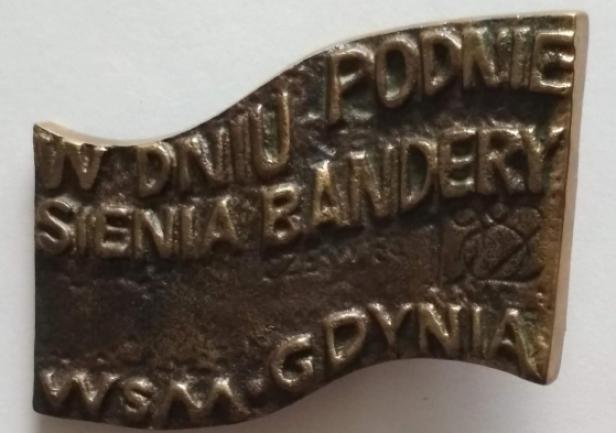 W DNIU PODNIE
SIENIA BANDERY
WSM. GDYNIA